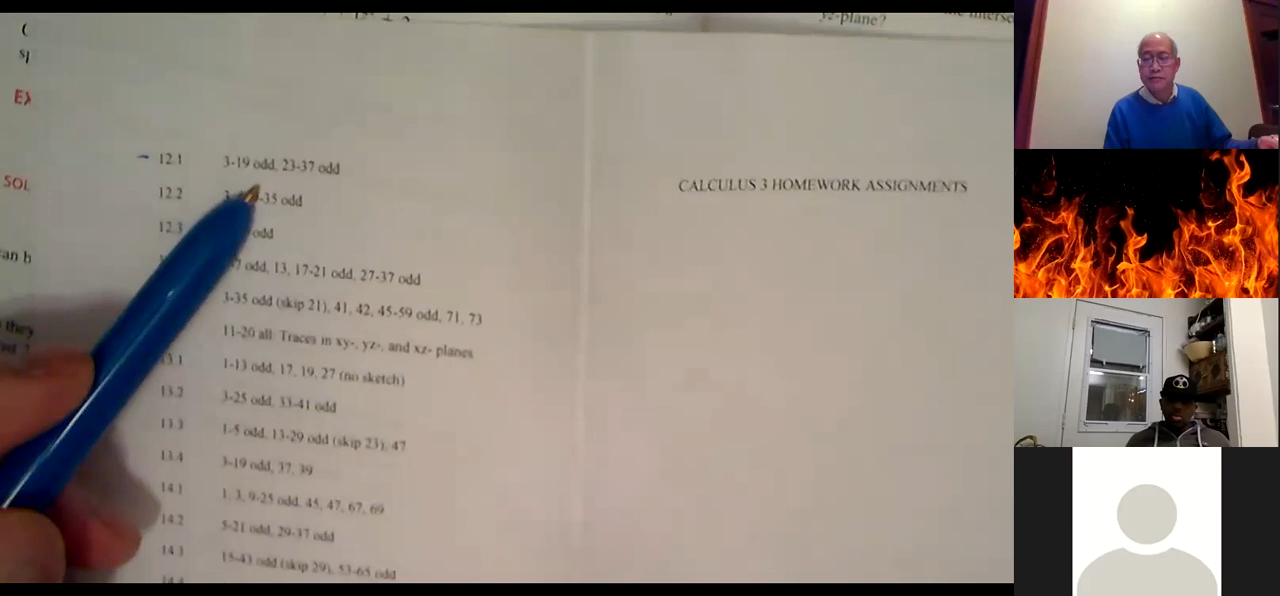 yz-plane?
EX
SOL
12.1 3-19 odd, 23-37 odd
CALCULUS 3 HOMEWORK ASSIGNMENTS
12.2 -35 odd
12.3 odd
7 odd, 13, 17-21 odd, 27-37 odd
3-35 odd (skip 21), 41, 42, 45-59 odd, 71, 73
11-20 all: Traces in xy-, yz-, and xz- planes
13.1 1-13 odd, 17, 19, 27 (no sketch)
13.2 3-25 odd, 33-41 odd
13.3 1-5 odd, 13-29 odd (skip 23), 47
13.4 3-19 odd, 37, 39
14.1 1, 3, 9-25 odd, 45, 47, 67, 69
14.2 5-21 odd, 29-37 odd
14.3 15-43 odd (skip 29), 53-65 odd
14.4